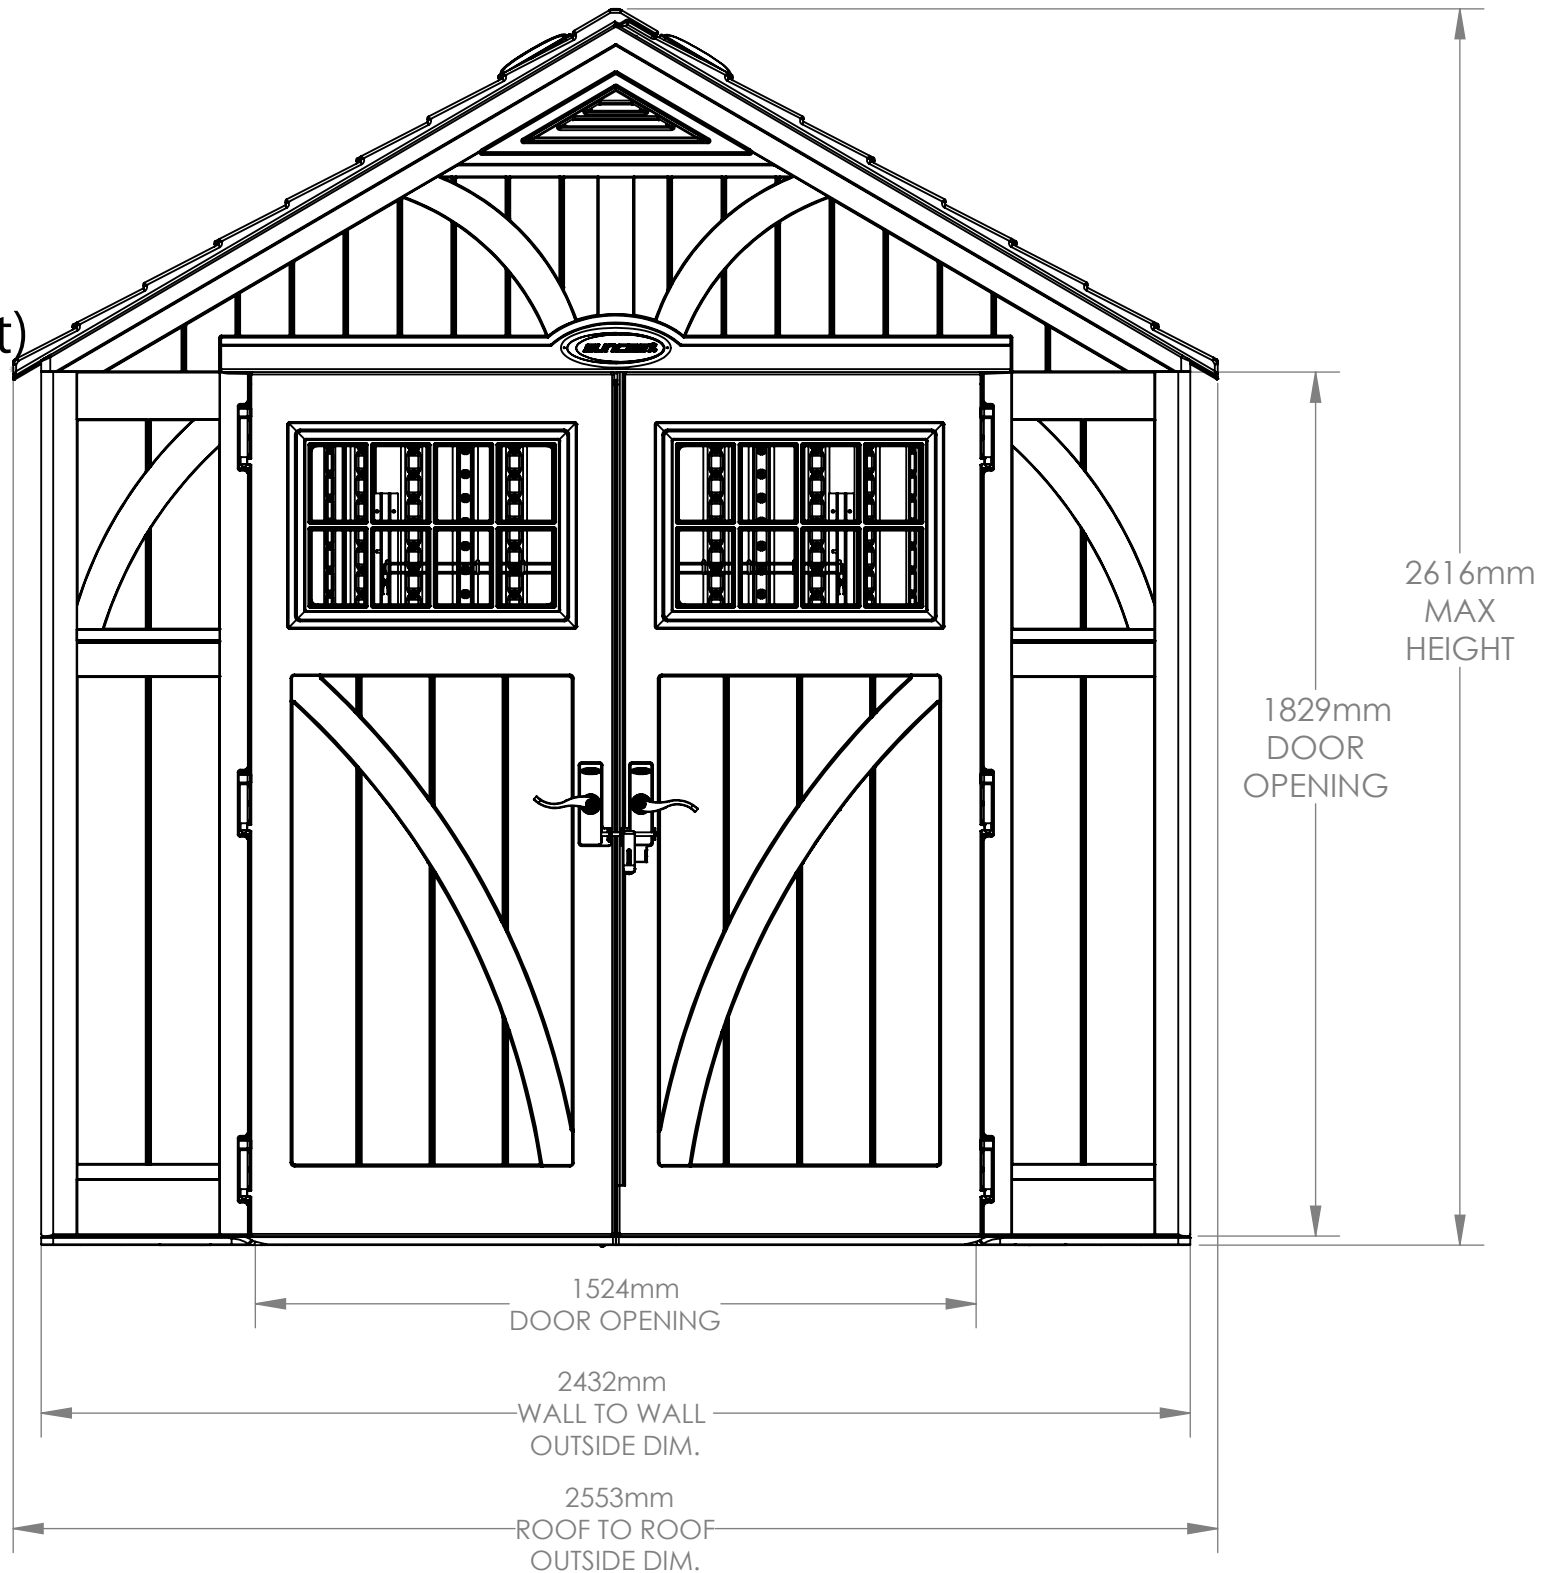 t)
2616mm
MAX
HEIGHT
1829mm
DOOR
OPENING
1524mm
DOOR OPENING
2432mm
WALL TO WALL
OUTSIDE DIM.
2553mm
ROOF TO ROOF
OUTSIDE DIM.